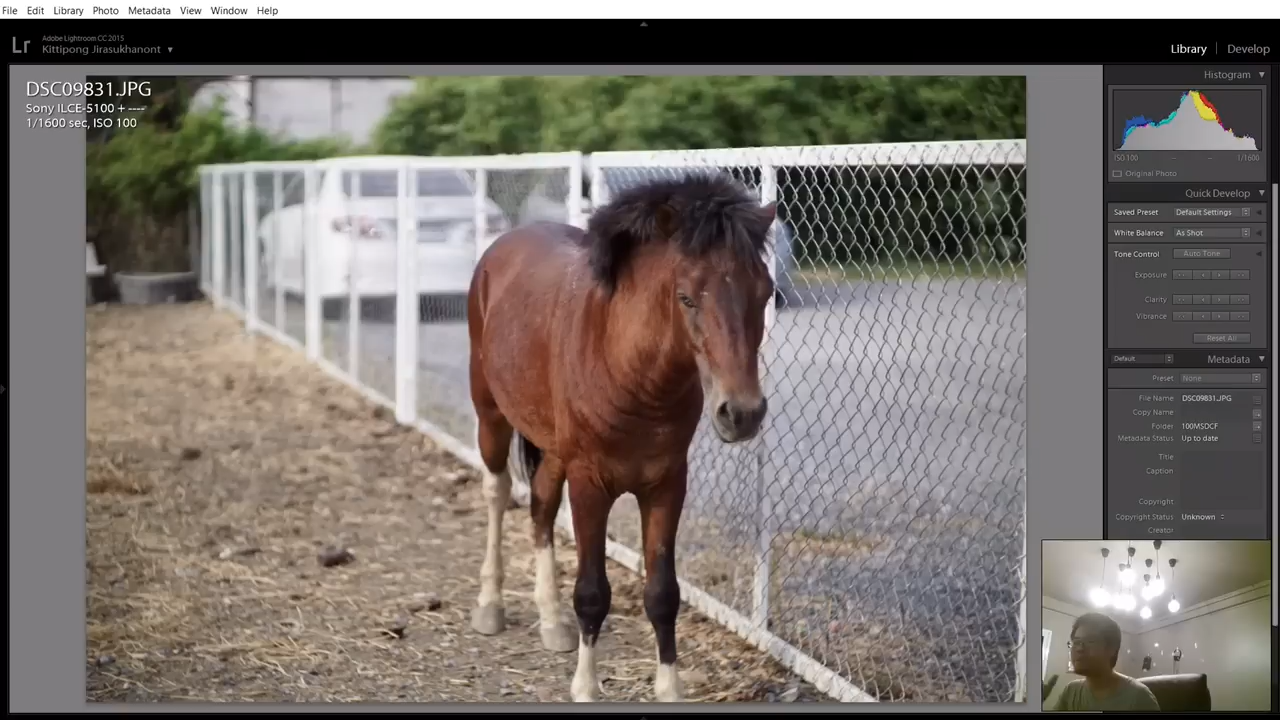 File Edit Library Photo Metadata View Window Help
Lr
Adobe Lightroom CC 2015
Kittipong Jirasukhanont
Library | Develop
DSC09831.JPG
Sony ILCE-5100 + ----
1/1600 sec, ISO 100
Histogram
ISO 100 -- -- 1/1600
Original Photo
Quick Develop
Saved Preset Default Settings
White Balance As Shot
Tone Control Auto Tone
Exposure
Clarity
Vibrance
Reset All
Default Metadata
Preset None
File Name DSC09831.JPG
Copy Name
Folder 100MSDCF
Metadata Status Up to date
Title
Caption
Copyright
Copyright Status Unknown
Creator